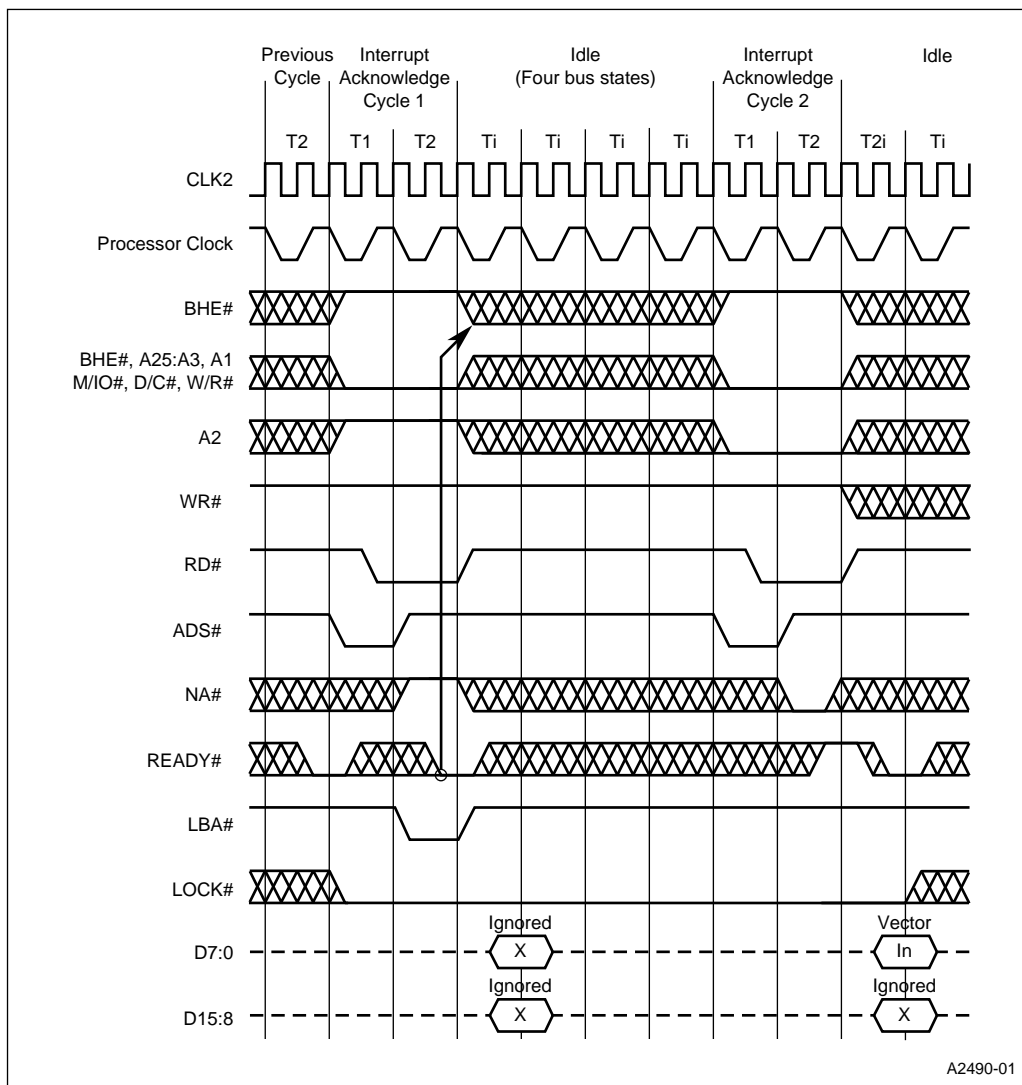 Previous Cycle
Interrupt Acknowledge Cycle 1
Idle (Four bus states)
Interrupt Acknowledge Cycle 2
Idle
T2 T1 T2 Ti Ti Ti Ti T1 T2 T2i Ti
CLK2
Processor Clock
BHE#
BHE#, A25:A3, A1
M/IO#, D/C#, W/R#
A2
WR#
RD#
ADS#
NA#
READY#
LBA#
LOCK#
Ignored Vector
D7:0 X In
Ignored Ignored
D15:8 X X
A2490-01